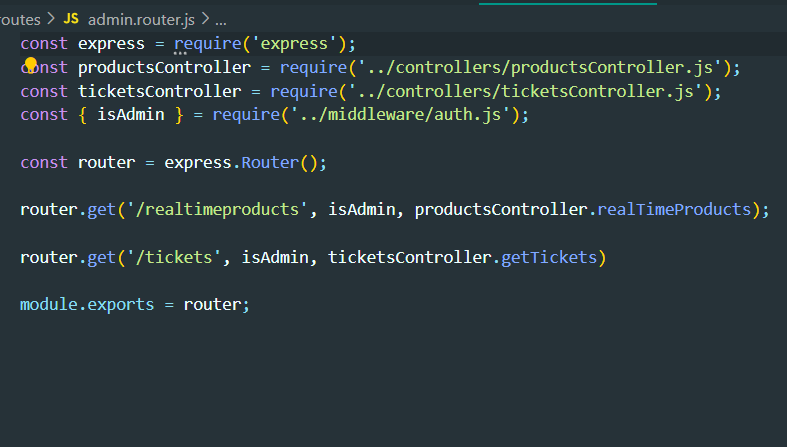 routes > JS admin.router.js > ...
const express = require('express');
const productsController = require('../controllers/productsController.js');
const ticketsController = require('../controllers/ticketsController.js');
const { isAdmin } = require('../middleware/auth.js');
const router = express.Router();
router.get('/realtimeproducts', isAdmin, productsController.realTimeProducts);
router.get('/tickets', isAdmin, ticketsController.getTickets)
module.exports = router;